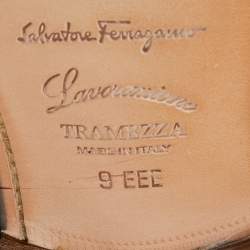 Salvatore Ferragamo
Lavorazione
TRAMEZZA
MADE IN ITALY
9 EEE